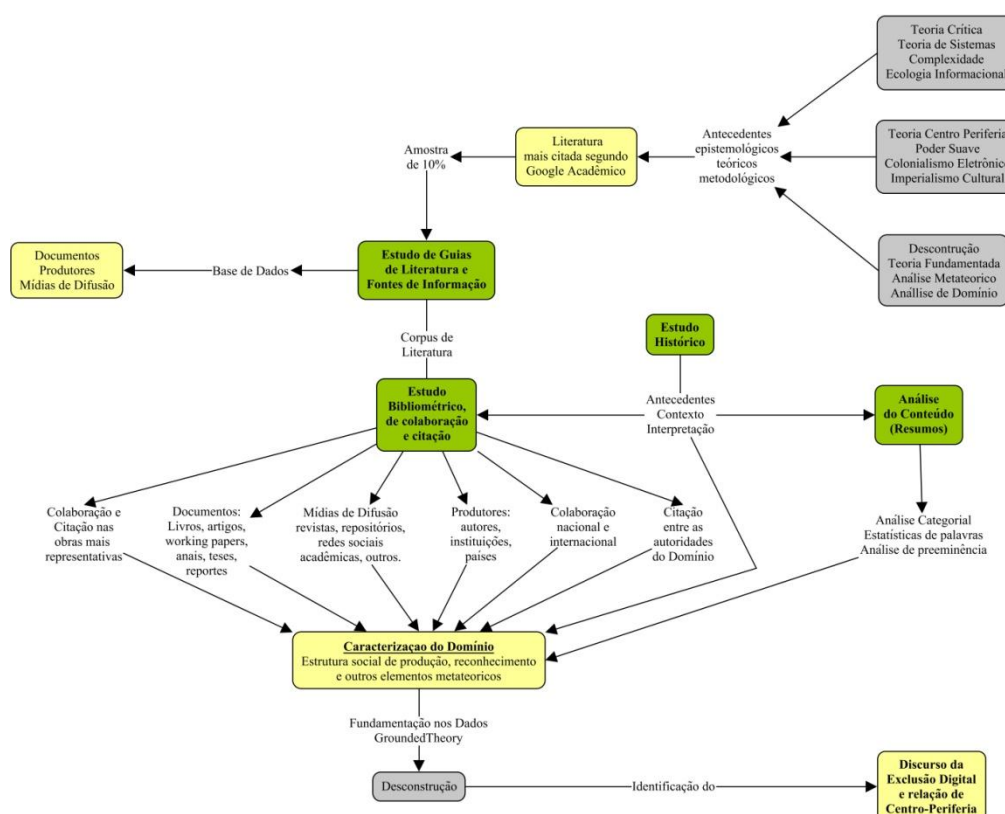 Teoria Crítica
Teoria de Sistemas
Complexidade
Ecologia Informacional
Teoria Centro Periferia
Poder Suave
Colonialismo Eletrônico
Imperialismo Cultural
Descontrução
Teoria Fundamentada
Análise Metateorico
Anállise de Domínio
Antecedentes
epistemológicos
teóricos
metodológicos
Literatura
mais citada segundo
Google Acadêmico
Amostra
de 10%
Estudo de Guias
de Literatura e
Fontes de Informação
Base de Dados
Documentos
Produtores
Mídias de Difusão
Corpus de
Literatura
Estudo
Histórico
Estudo
Bibliométrico,
de colaboração
e citação
Antecedentes
Contexto
Interpretação
Análise
do Conteúdo
(Resumos)
Colaboração e
Citação nas
obras mais
representativas
Documentos:
Livros, artigos,
working papers,
anais, teses,
reportes
Mídias de Difusão
revistas, repositórios,
redes sociais
acadêmicas, outros.
Produtores:
autores,
instituições,
países
Colaboração
nacional e
internacional
Citação
entre as
autoridades
do Domínio
Análise Categorial
Estatísticas de palavras
Análise de preeminência
Caracterizaçao do Domínio
Estrutura social de produção, reconhecimento
e outros elementos metateoricos
Fundamentação nos Dados
GroundedTheory
Desconstrução
Identificação do
Discurso da
Exclusão Digital
e relação de
Centro-Periferia